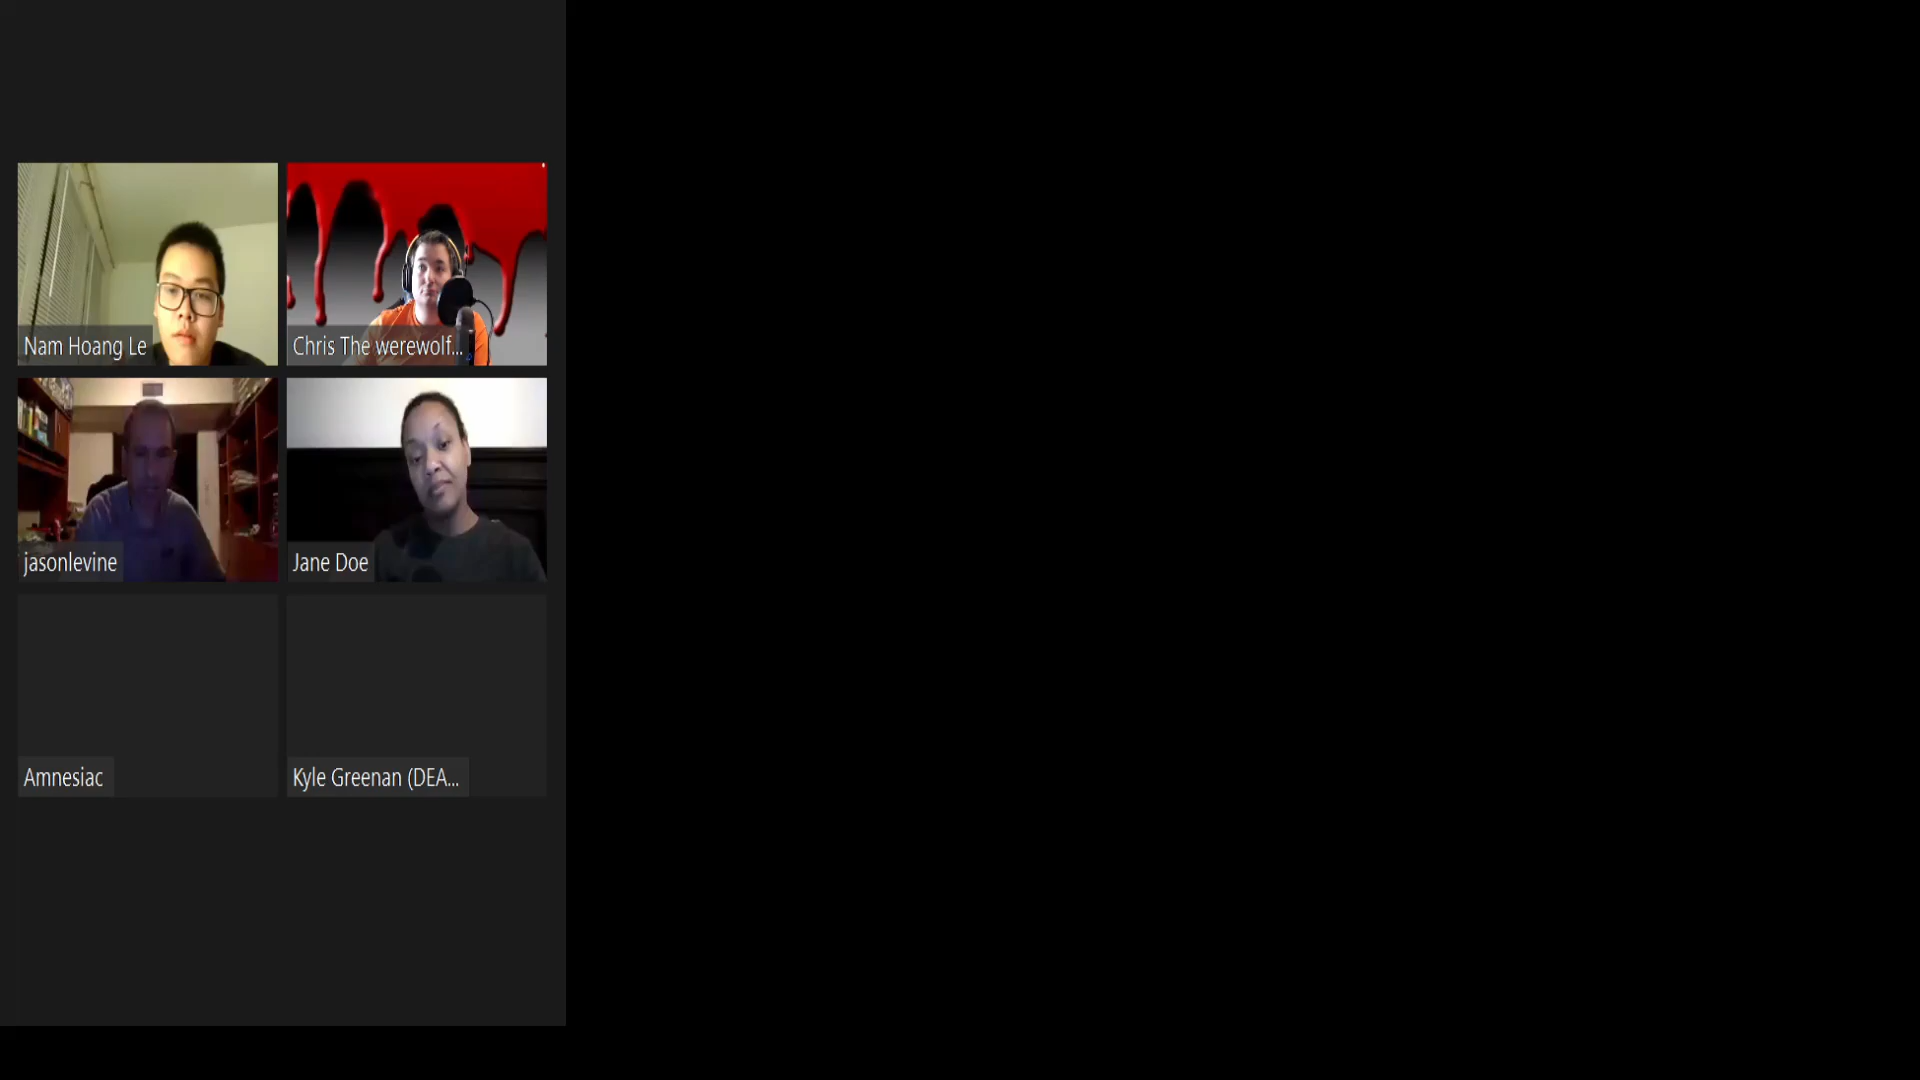 Nam Hoang Le
Chris The werewolf...
jasonlevine
Jane Doe
Amnesiac
Kyle Greenan (DEA...